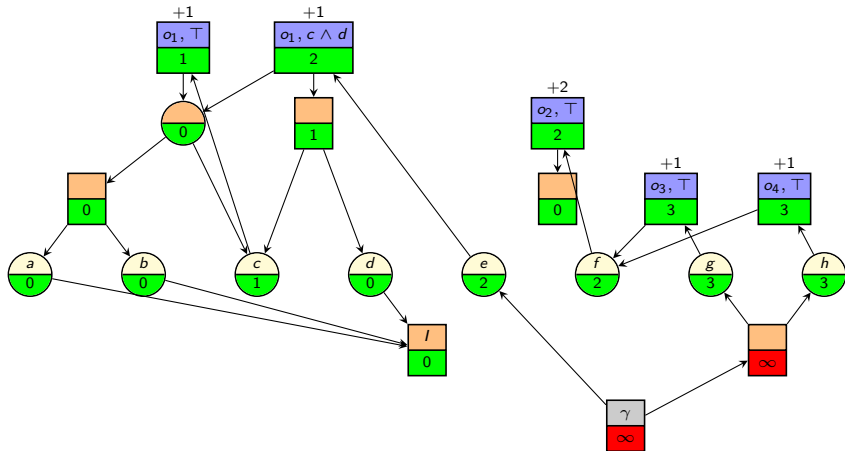 +1 +1
o₁, ⊤ o₁, c ∧ d
1 2
+2
o₂, ⊤
0 1 2
+1 +1
o₃, ⊤ o₄, ⊤
0 0 3 3
a b c d e f g h
0 0 1 0 2 2 3 3
I
0 ∞
γ
∞